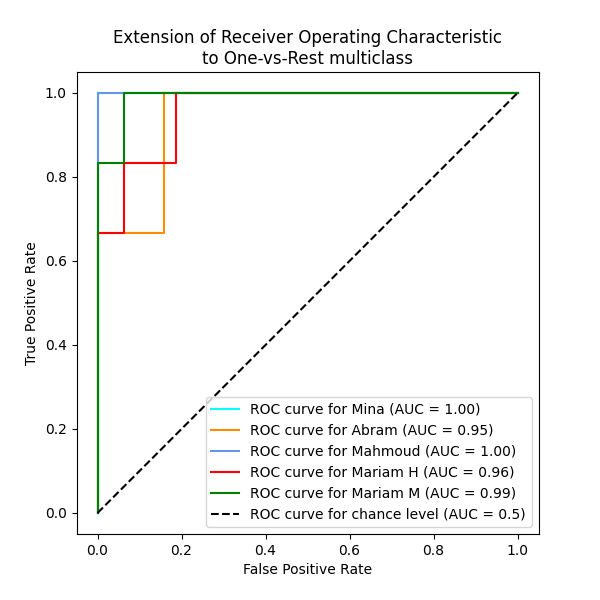 Extension of Receiver Operating Characteristic
to One-vs-Rest multiclass
True Positive Rate
1.0
0.8
0.6
0.4
0.2
0.0
ROC curve for Mina (AUC = 1.00)
ROC curve for Abram (AUC = 0.95)
ROC curve for Mahmoud (AUC = 1.00)
ROC curve for Mariam H (AUC = 0.96)
ROC curve for Mariam M (AUC = 0.99)
ROC curve for chance level (AUC = 0.5)
0.0 0.2 0.4 0.6 0.8 1.0
False Positive Rate